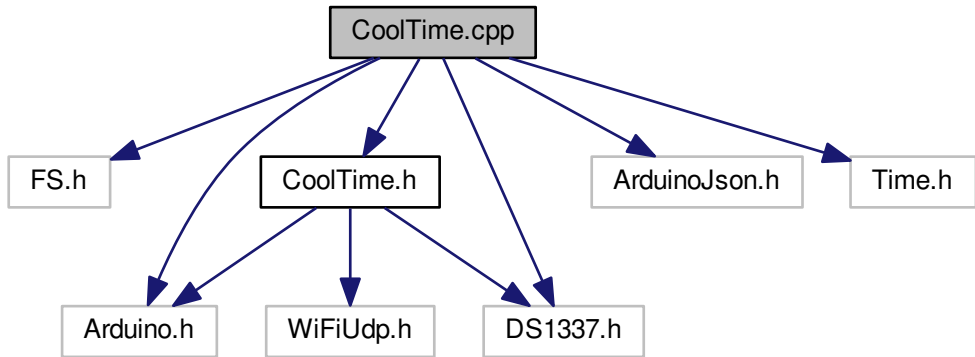 CoolTime.cpp
FS.h
CoolTime.h
ArduinoJson.h
Time.h
Arduino.h
WiFiUdp.h
DS1337.h